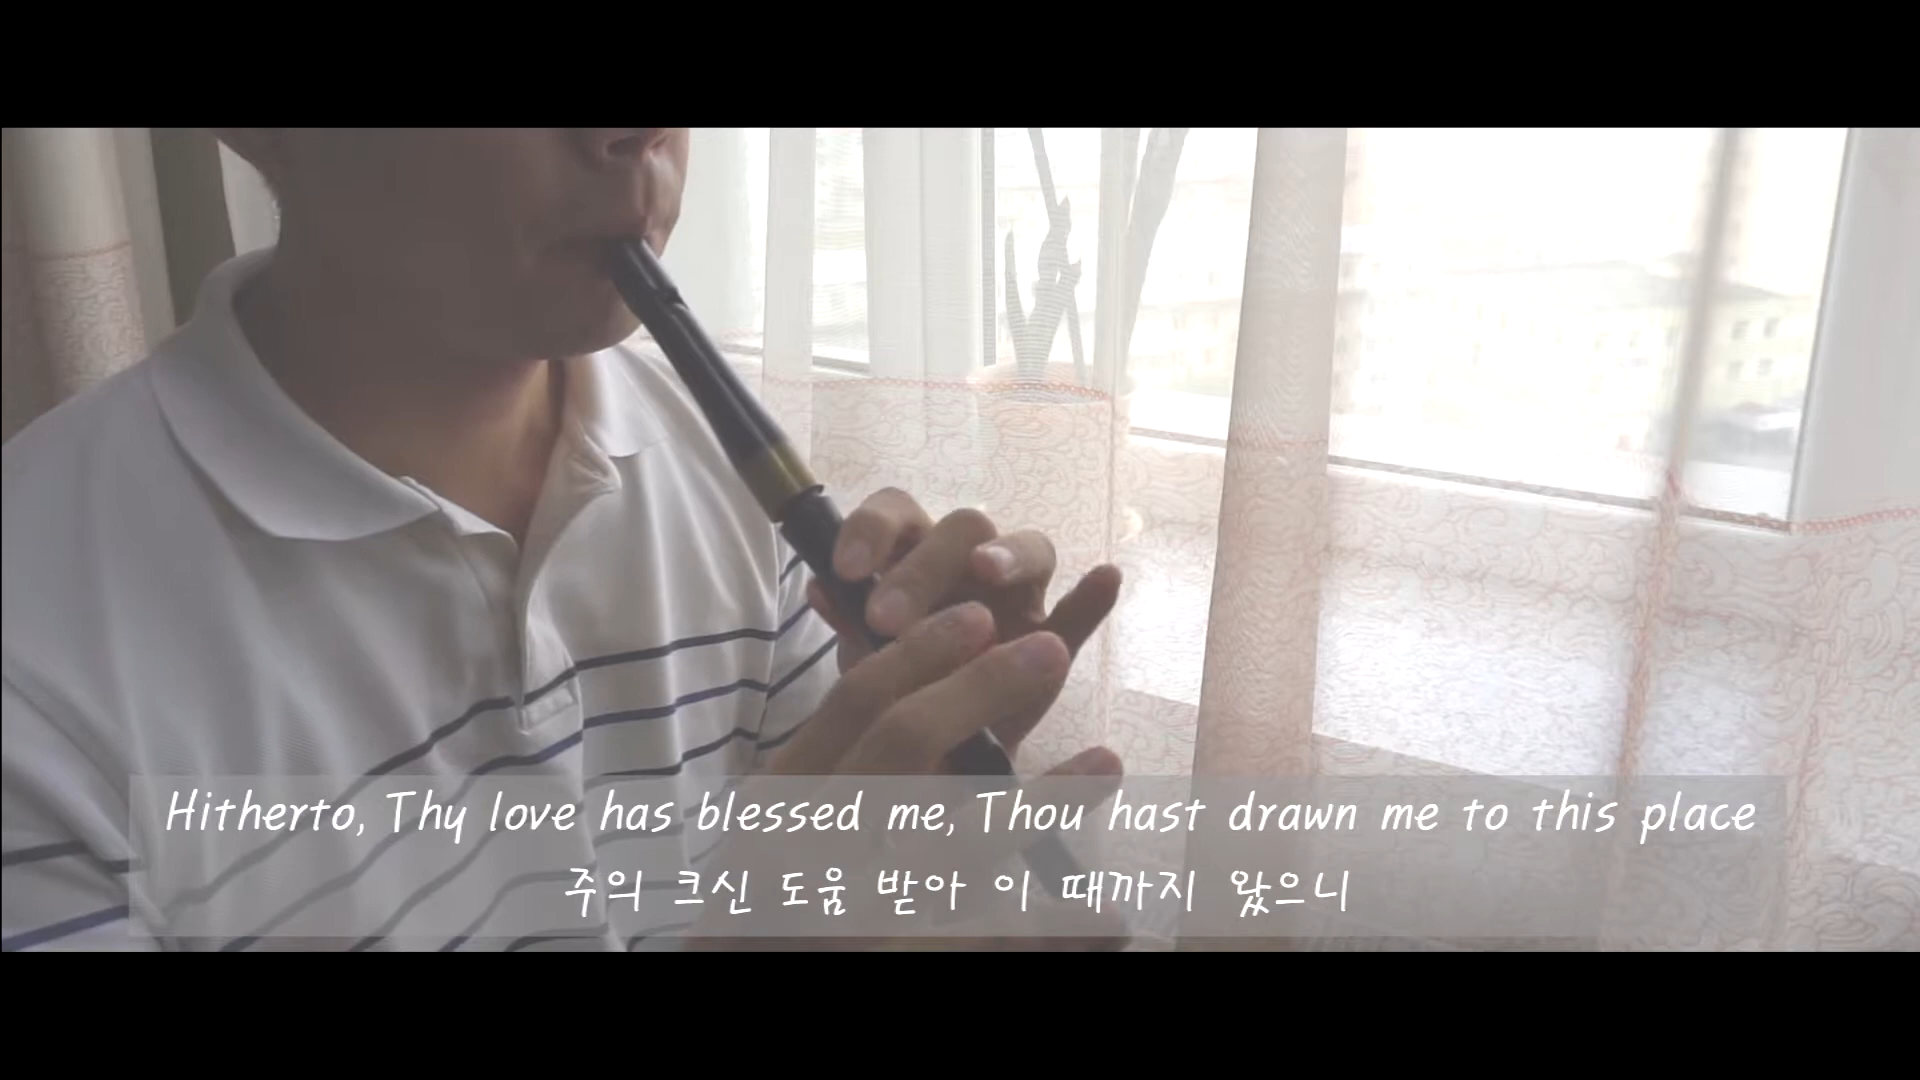 Hitherto, Thy love has blessed me, Thou hast drawn me to this place
주의 크신 도움 받아 이 때까지 왔으니